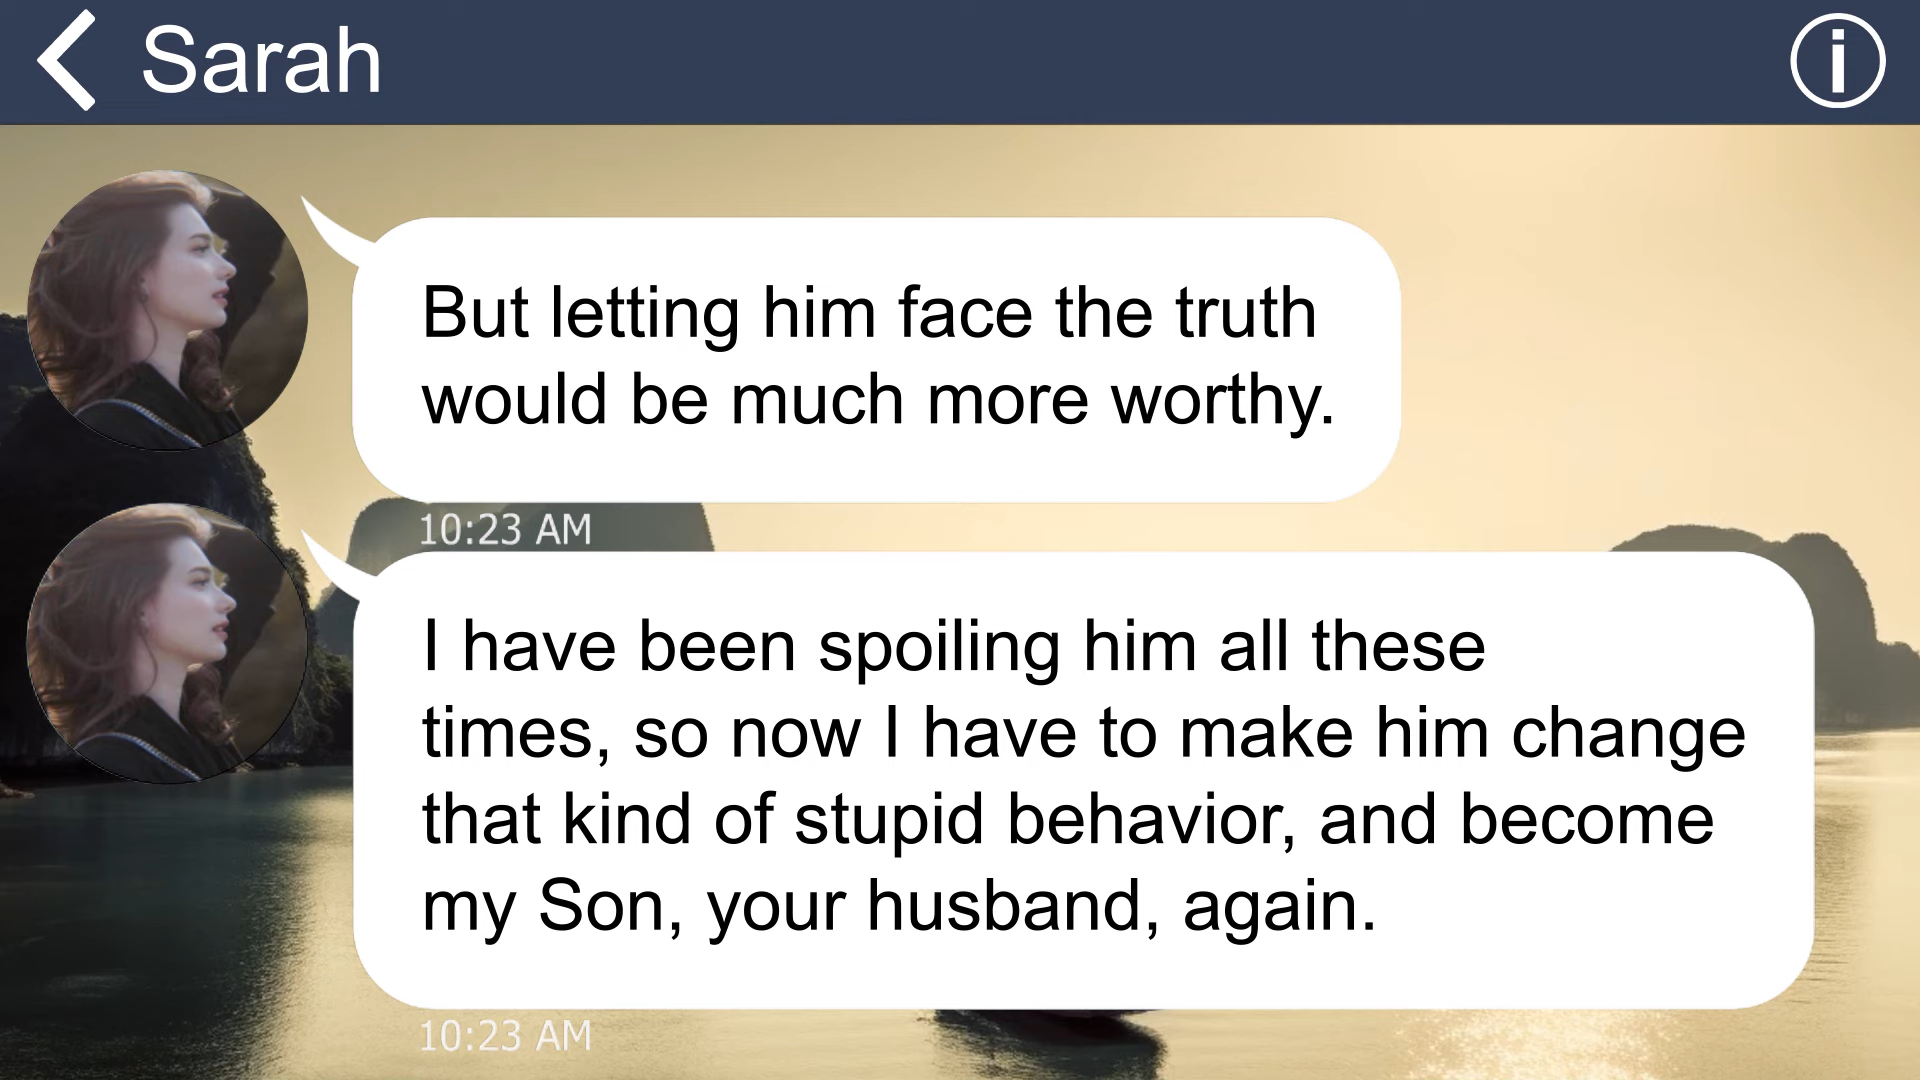 Sarah
But letting him face the truth
would be much more worthy.
10:23 AM
I have been spoiling him all these
times, so now I have to make him change
that kind of stupid behavior, and become
my Son, your husband, again.
10:23 AM